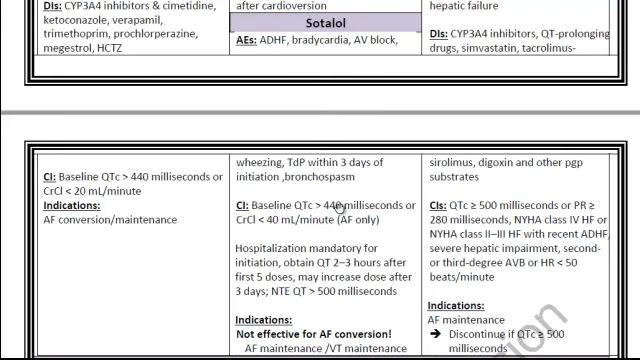 DIs: CYP3A4 inhibitors & cimetidine,
ketoconazole, verapamil,
trimethoprim, prochlorperazine,
megestrol, HCTZ
after cardioversion
Sotalol
AEs: ADHF, bradycardia, AV block,
hepatic failure
DIs: CYP3A4 inhibitors, QT-prolonging
drugs, simvastatin, tacrolimus-
CI: Baseline QTc > 440 milliseconds or
CrCl < 20 mL/minute
Indications:
AF conversion/maintenance
wheezing, TdP within 3 days of
initiation ,bronchospasm
CI: Baseline QTc > 440 milliseconds or
CrCl < 40 mL/minute (AF only)
Hospitalization mandatory for
initiation, obtain QT 2–3 hours after
first 5 doses, may increase dose after
3 days; NTE QT > 500 milliseconds
Indications:
Not effective for AF conversion!
AF maintenance /VT maintenance
sirolimus, digoxin and other pgp
substrates
CIs: QTc ≥ 500 milliseconds or PR ≥
280 milliseconds, NYHA class IV HF or
NYHA class II–III HF with recent ADHF,
severe hepatic impairment, second-
or third-degree AVB or HR < 50
beats/minute
Indications:
AF maintenance
➔ Discontinue if QTc ≥ 500
milliseconds